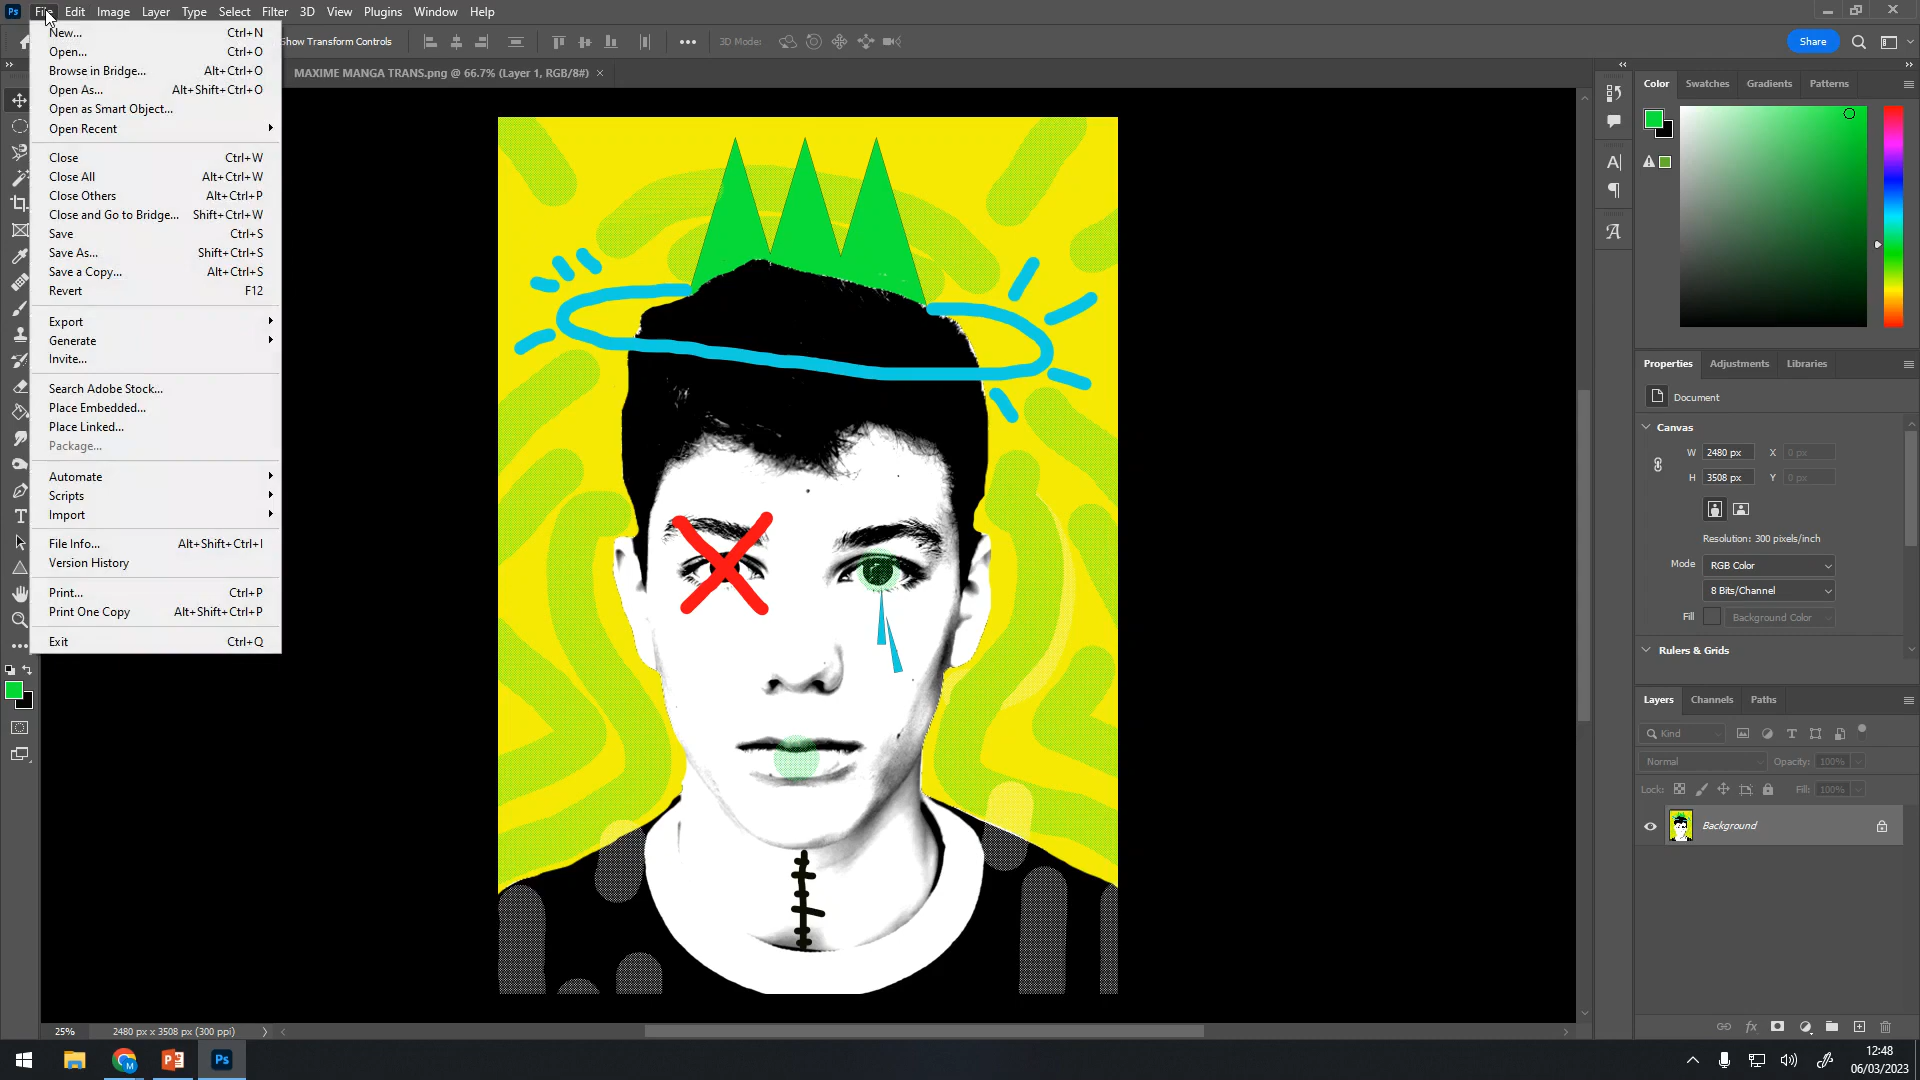 Ps File Edit Image Layer Type Select Filter 3D View Plugins Window Help
Show Transform Controls 3D Mode: Share
MAXIME MANGA TRANS.png @ 66.7% (Layer 1, RGB/8#) ×
New... Ctrl+N
Open... Ctrl+O
Browse in Bridge... Alt+Ctrl+O
Open As... Alt+Shift+Ctrl+O
Open as Smart Object...
Open Recent
Close Ctrl+W
Close All Alt+Ctrl+W
Close Others Alt+Ctrl+P
Close and Go to Bridge... Shift+Ctrl+W
Save Ctrl+S
Save As... Shift+Ctrl+S
Save a Copy... Alt+Ctrl+S
Revert F12
Export
Generate
Invite...
Search Adobe Stock...
Place Embedded...
Place Linked...
Package...
Automate
Scripts
Import
File Info... Alt+Shift+Ctrl+I
Version History
Print... Ctrl+P
Print One Copy Alt+Shift+Ctrl+P
Exit Ctrl+Q
Color Swatches Gradients Patterns
Properties Adjustments Libraries
Document
Canvas
W 2480 px X 0 px
H 3508 px Y 0 px
Resolution: 300 pixels/inch
Mode RGB Color
8 Bits/Channel
Fill Background Color
Rulers & Grids
Layers Channels Paths
Kind
Normal Opacity: 100%
Lock: Fill: 100%
Background
fx
25% 2480 px x 3508 px (300 ppi)
Ps
12:48
06/03/2023